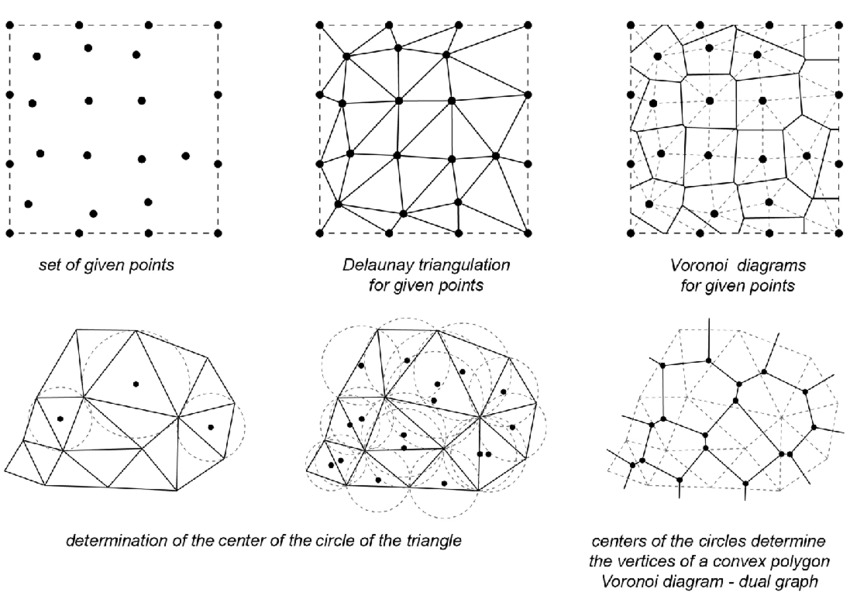 set of given points
Delaunay triangulation
for given points
Voronoi diagrams
for given points
determination of the center of the circle of the triangle
centers of the circles determine
the vertices of a convex polygon
Voronoi diagram - dual graph